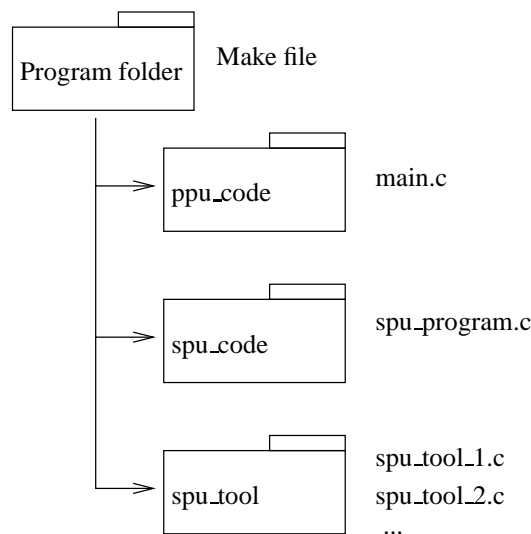 Program folder
Make file
ppu_code
main.c
spu_code
spu_program.c
spu_tool
spu_tool_1.c
spu_tool_2.c
...